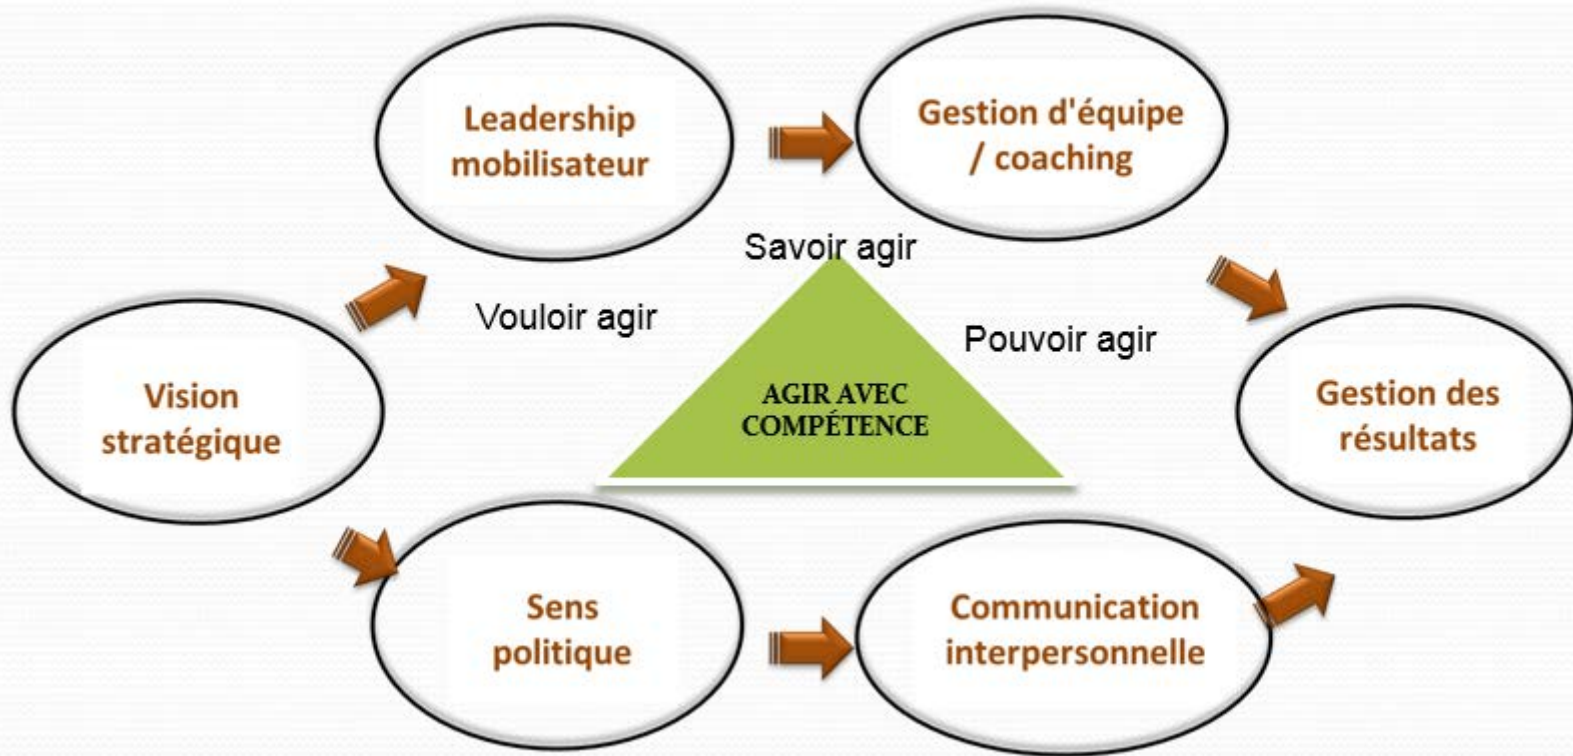 Leadership
mobilisateur
Gestion d'équipe
/ coaching
Savoir agir
Vouloir agir
Pouvoir agir
Vision
stratégique
AGIR AVEC
COMPÉTENCE
Gestion des
résultats
Sens
politique
Communication
interpersonnelle